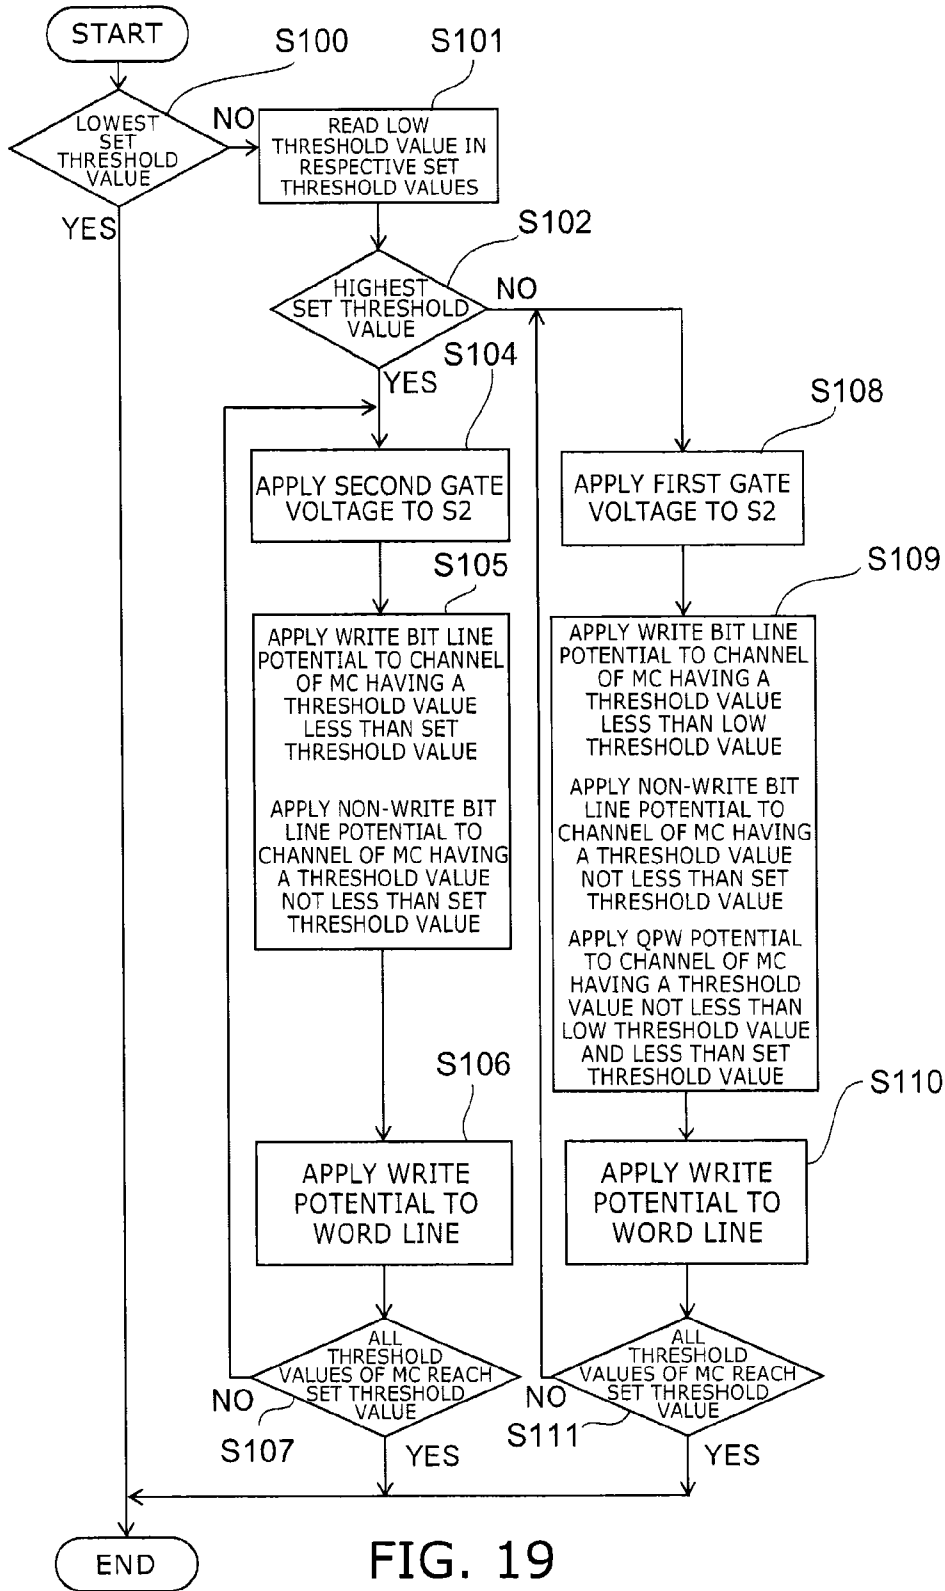 START
S100
LOWEST
SET
THRESHOLD
VALUE
NO
YES
S101
READ LOW
THRESHOLD VALUE IN
RESPECTIVE SET
THRESHOLD VALUES
S102
HIGHEST
SET THRESHOLD
VALUE
NO
YES
S104
APPLY SECOND GATE
VOLTAGE TO S2
S105
APPLY WRITE BIT LINE
POTENTIAL TO CHANNEL
OF MC HAVING A
THRESHOLD VALUE
LESS THAN SET
THRESHOLD VALUE
APPLY NON-WRITE BIT
LINE POTENTIAL TO
CHANNEL OF MC HAVING
A THRESHOLD VALUE
NOT LESS THAN SET
THRESHOLD VALUE
S106
APPLY WRITE
POTENTIAL TO
WORD LINE
ALL
THRESHOLD
VALUES OF MC REACH
SET THRESHOLD
VALUE
NO
S107
YES
S108
APPLY FIRST GATE
VOLTAGE TO S2
S109
APPLY WRITE BIT LINE
POTENTIAL TO CHANNEL
OF MC HAVING A
THRESHOLD VALUE
LESS THAN LOW
THRESHOLD VALUE
APPLY NON-WRITE BIT
LINE POTENTIAL TO
CHANNEL OF MC HAVING
A THRESHOLD VALUE
NOT LESS THAN SET
THRESHOLD VALUE
APPLY QPW POTENTIAL
TO CHANNEL OF MC
HAVING A THRESHOLD
VALUE NOT LESS THAN
LOW THRESHOLD VALUE
AND LESS THAN SET
THRESHOLD VALUE
S110
APPLY WRITE
POTENTIAL TO
WORD LINE
ALL
THRESHOLD
VALUES OF MC REACH
SET THRESHOLD
VALUE
NO
S111
YES
END
FIG. 19